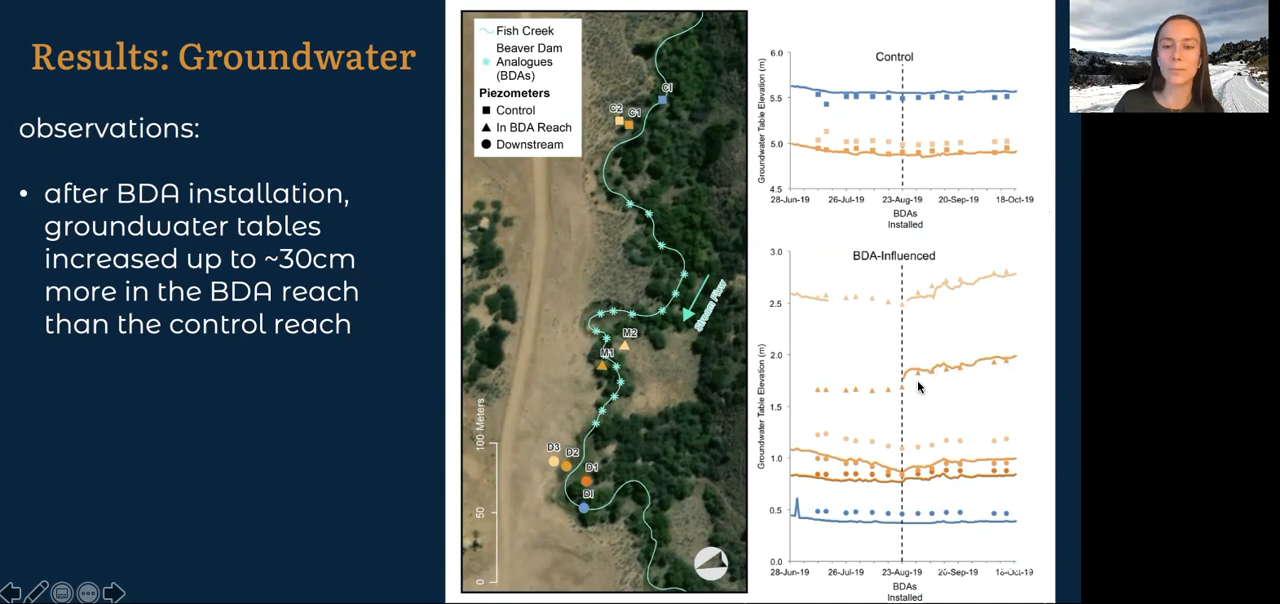 Results: Groundwater
observations:
• after BDA installation,
groundwater tables
increased up to ~30cm
more in the BDA reach
than the control reach
Fish Creek
Beaver Dam
Analogues
(BDAs)
Piezometers
Control
In BDA Reach
Downstream
CI
C2
C1
Stream Flow
M2
M1
D3
D2
D1
DI
100 Meters
50
0
Control
Groundwater Table Elevation (m)
6.0
5.5
5.0
4.5
28-Jun-19 26-Jul-19 23-Aug-19 20-Sep-19 18-Oct-19
BDAs
Installed
BDA-Influenced
Groundwater Table Elevation (m)
3.0
2.5
2.0
1.5
1.0
0.5
0.0
28-Jun-19 26-Jul-19 23-Aug-19 20-Sep-19 18-Oct-19
BDAs
Installed